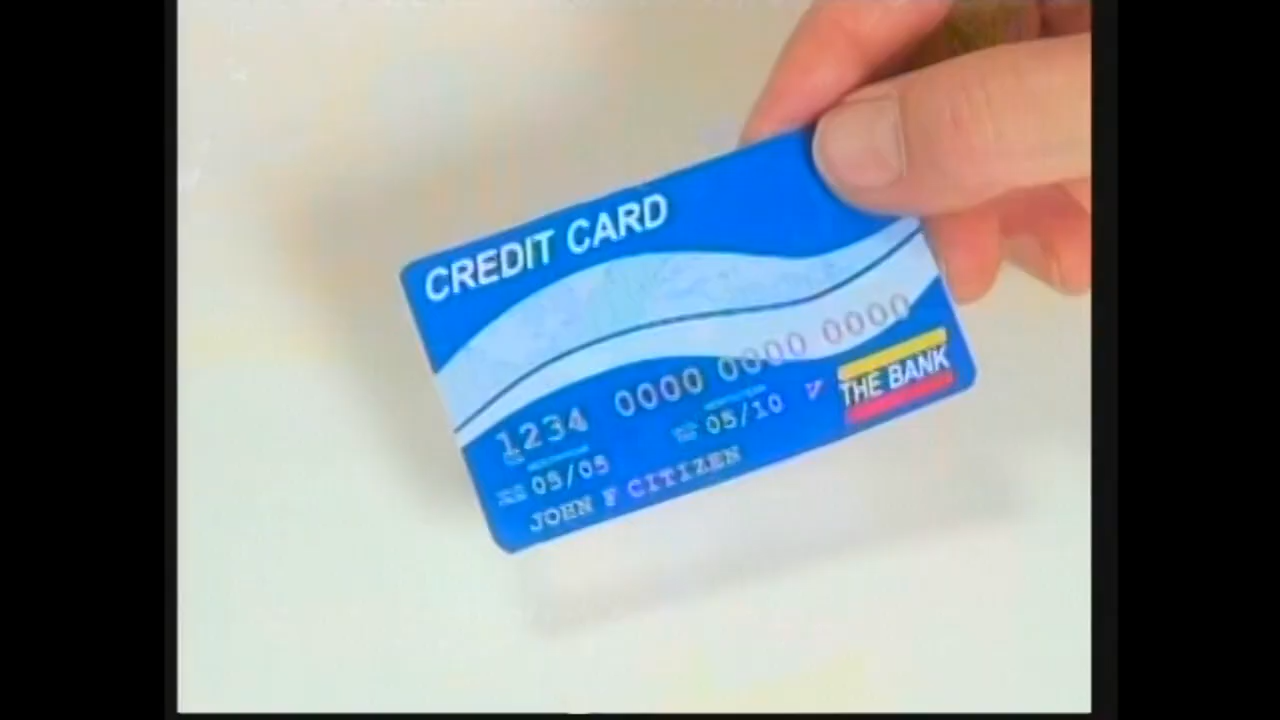 CREDIT CARD
1234 0000 0000 0000
THE BANK
05/05 05/10 V
JOHN F CITIZEN